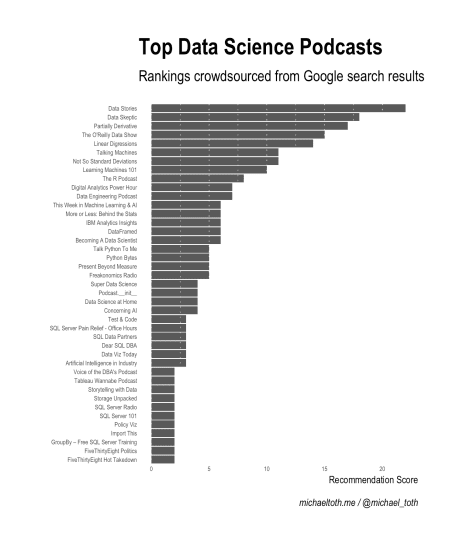 Top Data Science Podcasts
Rankings crowdsourced from Google search results
Data Stories
Data Skeptic
Partially Derivative
The O'Reilly Data Show
Linear Digressions
Talking Machines
Not So Standard Deviations
Learning Machines 101
The R Podcast
Digital Analytics Power Hour
Data Engineering Podcast
This Week in Machine Learning & AI
More or Less: Behind the Stats
IBM Analytics Insights
DataFramed
Becoming A Data Scientist
Talk Python To Me
Python Bytes
Present Beyond Measure
Freakonomics Radio
Super Data Science
Podcast.__init__
Data Science at Home
Concerning AI
Test & Code
SQL Server Pain Relief - Office Hours
SQL Data Partners
Dear SQL DBA
Data Viz Today
Artificial Intelligence in Industry
Voice of the DBA's Podcast
Tableau Wannabe Podcast
Storytelling with Data
Storage Unpacked
SQL Server Radio
SQL Server 101
Policy Viz
Import This
GroupBy – Free SQL Server Training
FiveThirtyEight Politics
FiveThirtyEight Hot Takedown
0 5 10 15 20
Recommendation Score
michaeltoth.me / @michael_toth